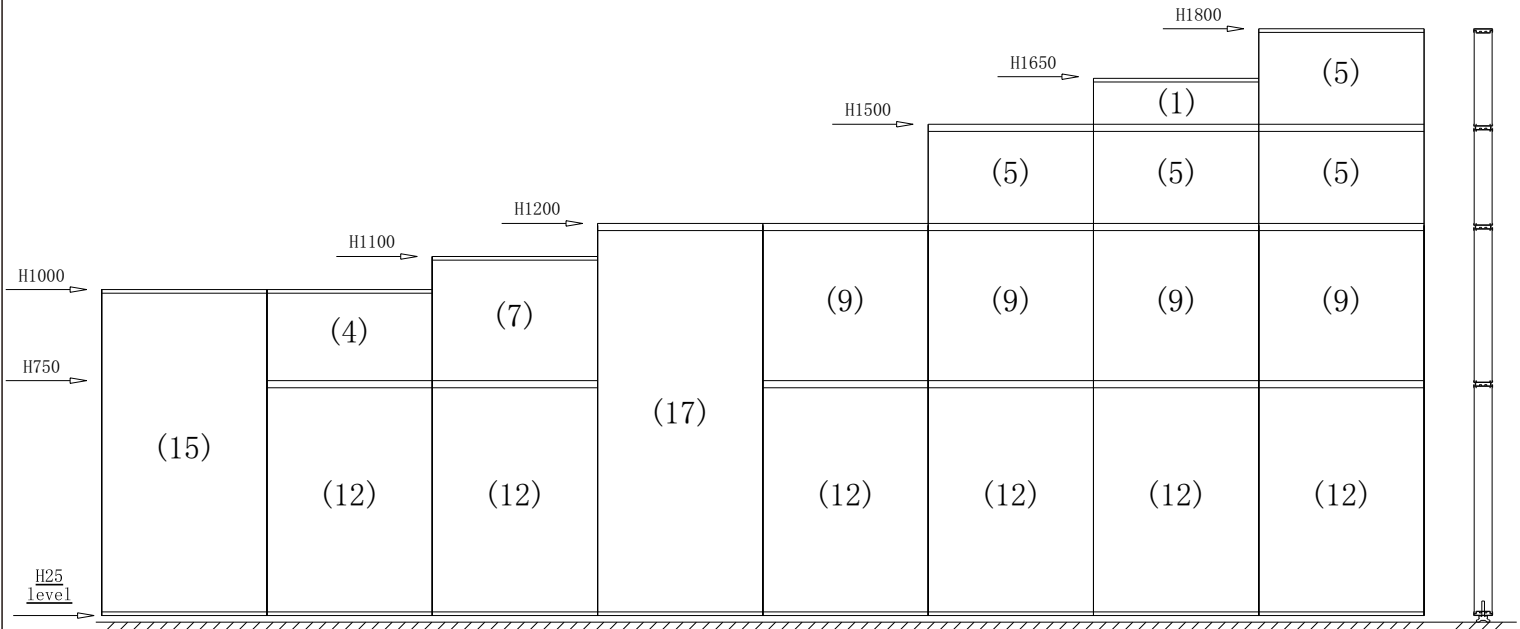 H1800
H1650
(5)
(1)
H1500
(5)
(5)
(5)
H1200
H1100
H1000
(9)
(9)
(9)
(9)
(7)
(4)
H750
(17)
(15)
(12)
(12)
(12)
(12)
(12)
(12)
H25
level